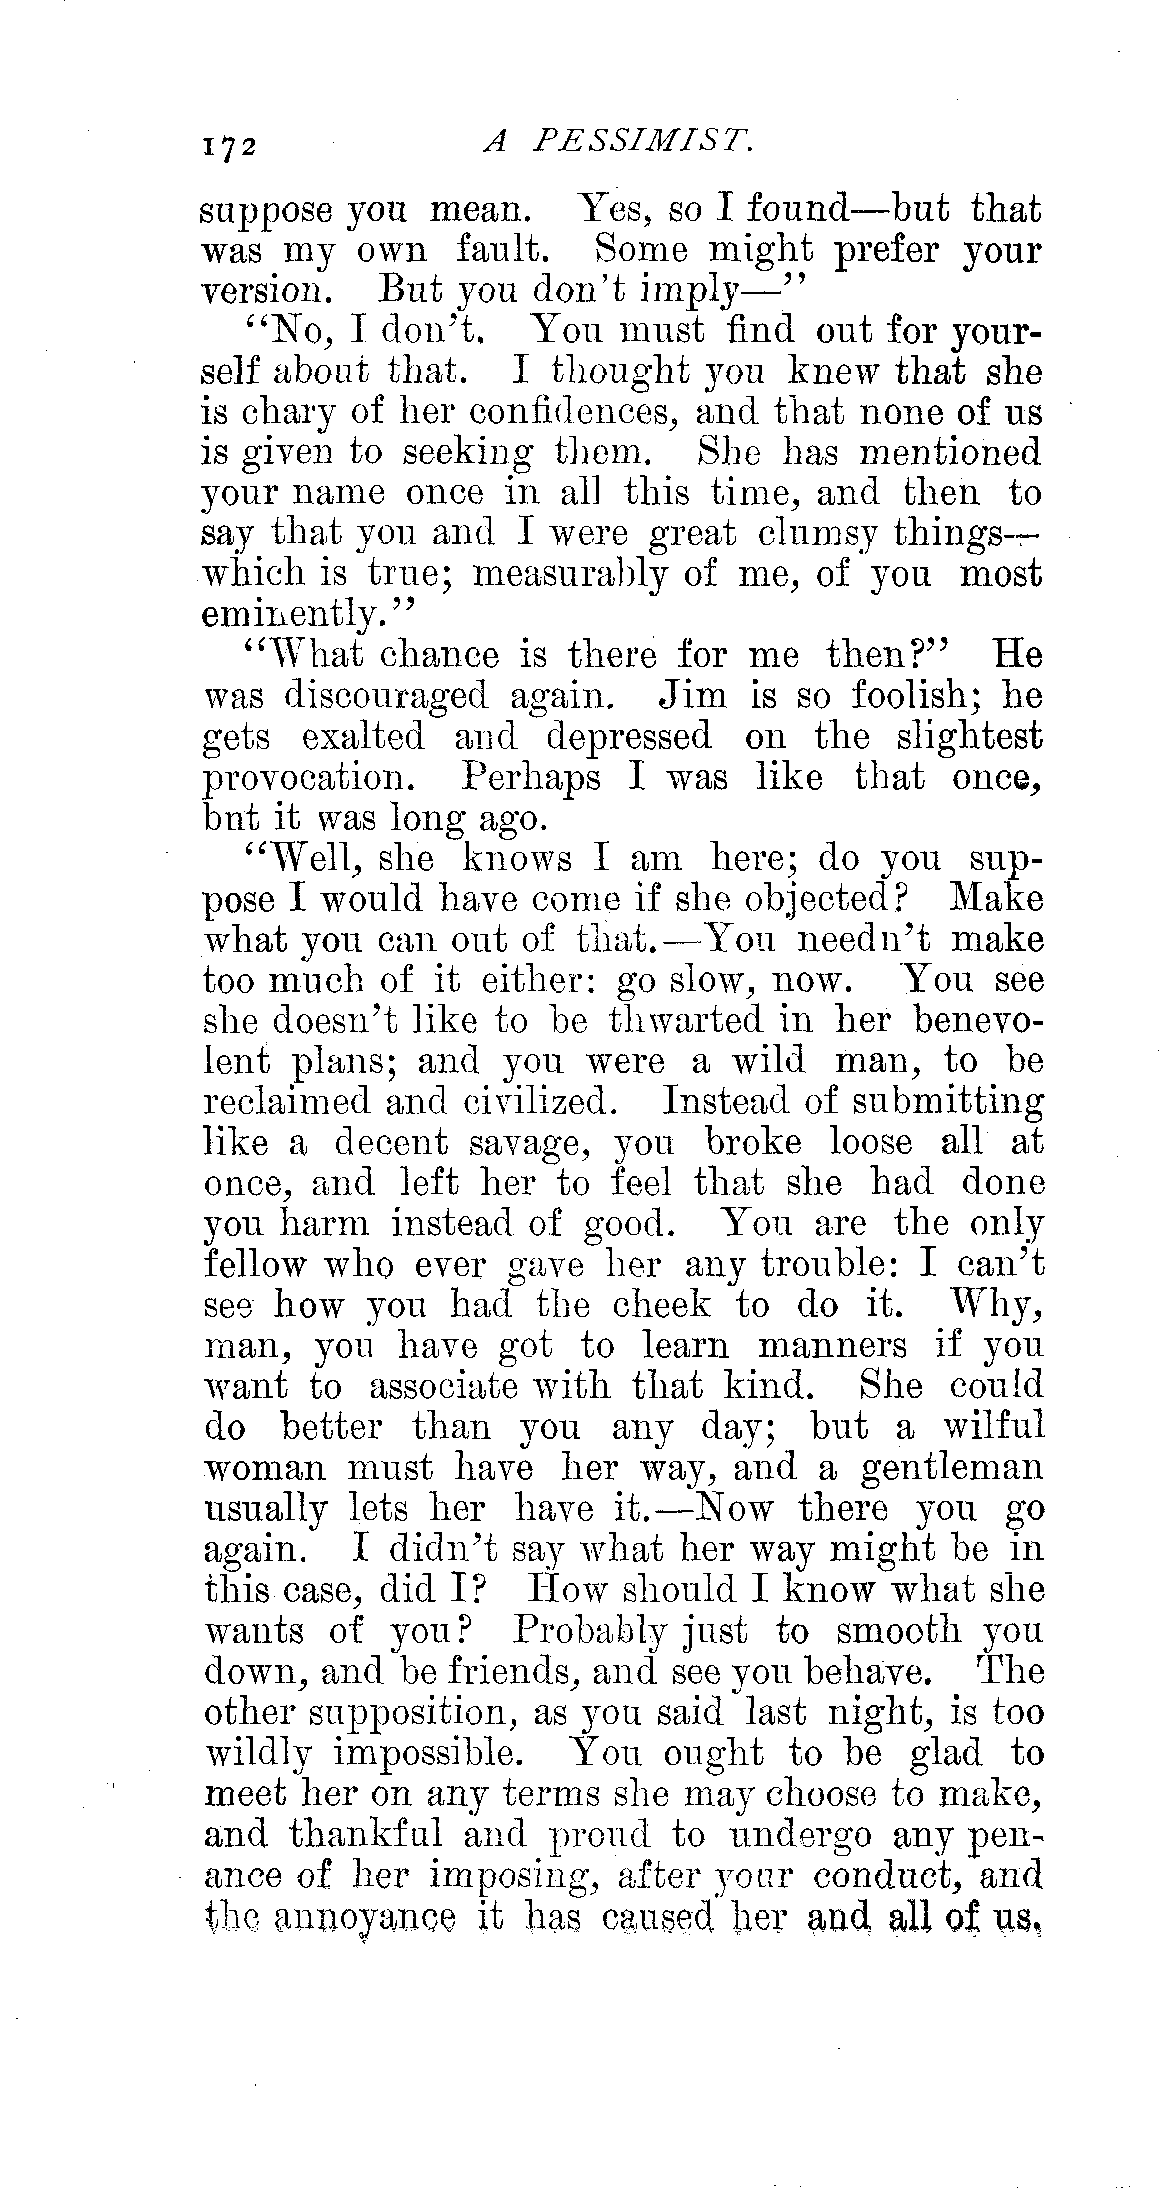 172 A PESSIMIST.
suppose you mean. Yes, so I found—but that
was my own fault. Some might prefer your
version. But you don't imply—"
"No, I don't. You must find out for your-
self about that. I thought you knew that she
is chary of her confidences, and that none of us
is given to seeking them. She has mentioned
your name once in all this time, and then to
say that you and I were great clumsy things—
which is true; measurably of me, of you most
eminently."
"What chance is there for me then?" He
was discouraged again. Jim is so foolish; he
gets exalted and depressed on the slightest
provocation. Perhaps I was like that once,
bnt it was long ago.
"Well, she knows I am here; do you sup-
pose I would have come if she objected? Make
what you can out of that.—You needn't make
too much of it either: go slow, now. You see
she doesn't like to be thwarted in her benevo-
lent plans; and you were a wild man, to be
reclaimed and civilized. Instead of submitting
like a decent savage, you broke loose all at
once, and left her to feel that she had done
you harm instead of good. You are the only
fellow who ever gave her any trouble: I can't
see how you had the cheek to do it. Why,
man, you have got to learn manners if you
want to associate with that kind. She could
do better than you any day; but a wilful
woman must have her way, and a gentleman
usually lets her have it.—Now there you go
again. I didn't say what her way might be in
this case, did I? How should I know what she
wants of you? Probably just to smooth you
down, and be friends, and see you behave. The
other supposition, as you said last night, is too
wildly impossible. You ought to be glad to
meet her on any terms she may choose to make,
and thankful and proud to undergo any pen-
ance of her imposing, after your conduct, and
the annoyance it has caused her and all of us.